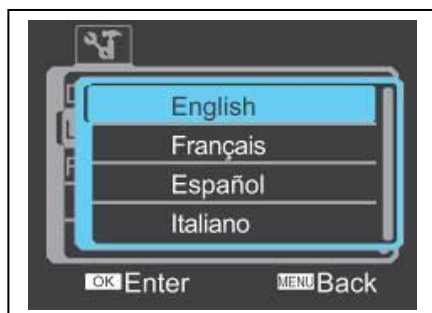 English
Français
Español
Italiano
OK Enter MENU Back